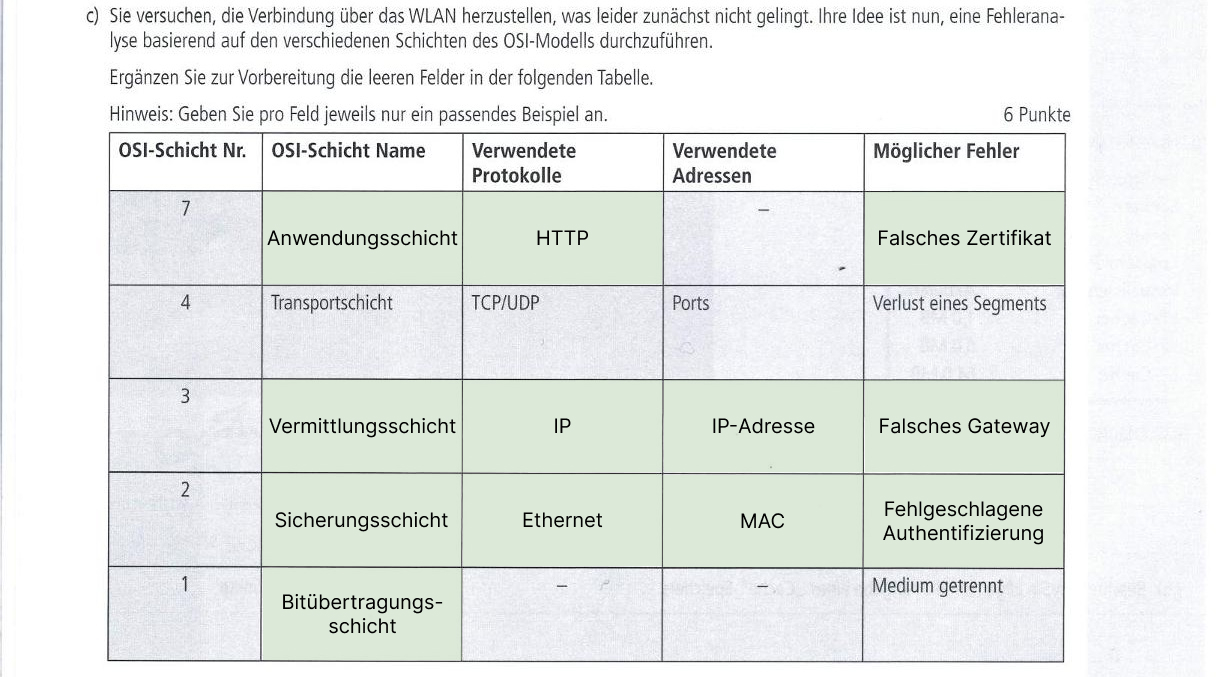 c) Sie versuchen, die Verbindung über das WLAN herzustellen, was leider zunächst nicht gelingt. Ihre Idee ist nun, eine Fehlerana-
lyse basierend auf den verschiedenen Schichten des OSI-Modells durchzuführen.
Ergänzen Sie zur Vorbereitung die leeren Felder in der folgenden Tabelle.
Hinweis: Geben Sie pro Feld jeweils nur ein passendes Beispiel an. 6 Punkte
OSI-Schicht Nr. OSI-Schicht Name Verwendete Protokolle Verwendete Adressen Möglicher Fehler
7 Anwendungsschicht HTTP – Falsches Zertifikat
4 Transportschicht TCP/UDP Ports Verlust eines Segments
3 Vermittlungsschicht IP IP-Adresse Falsches Gateway
2 Sicherungsschicht Ethernet MAC Fehlgeschlagene Authentifizierung
1 Bitübertragungs-
schicht – – Medium getrennt